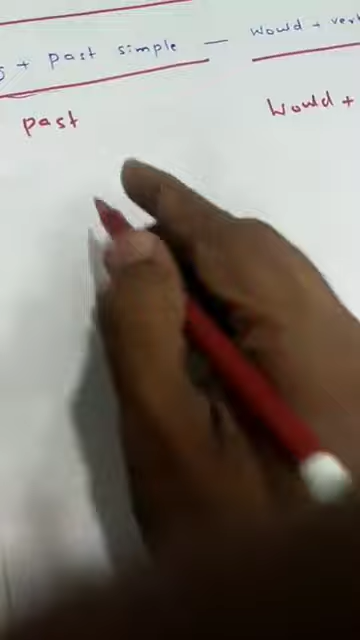 + past simple — would + verb
past would +